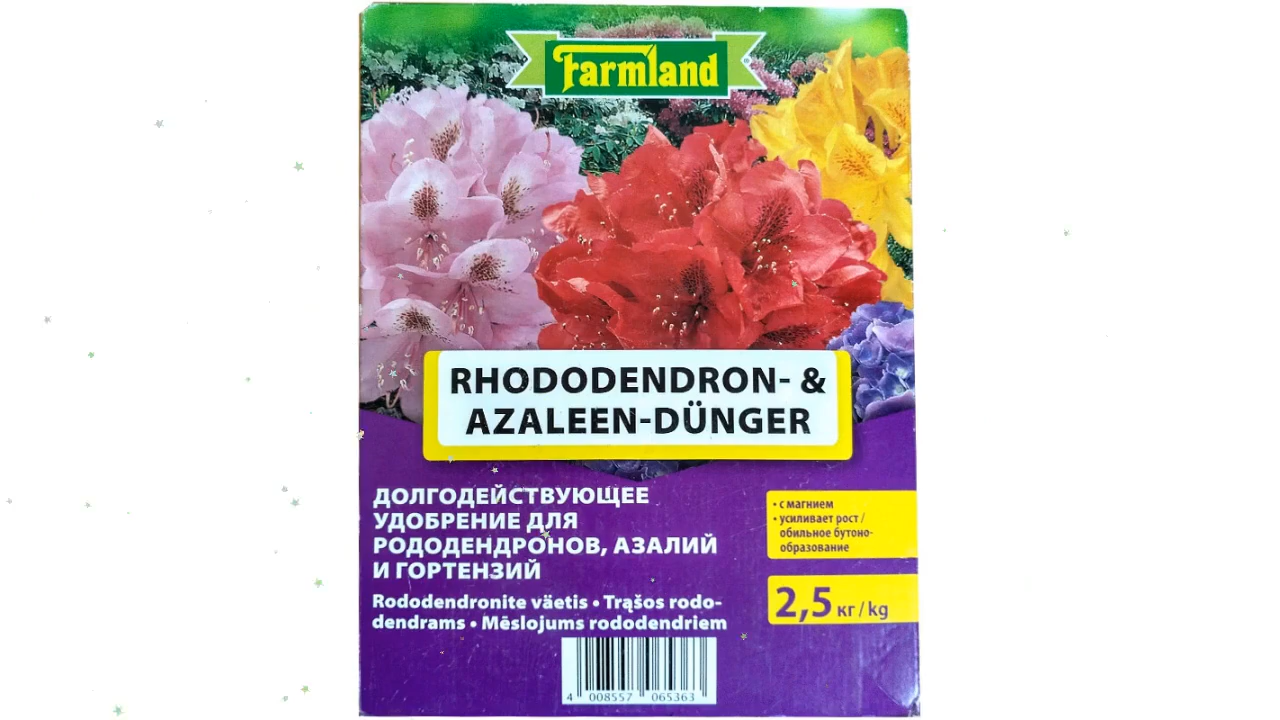 Farmland
RHODODENDRON- &
AZALEEN-DÜNGER
ДОЛГОДЕЙСТВУЮЩЕЕ
УДОБРЕНИЕ ДЛЯ
РОДОДЕНДРОНОВ, АЗАЛИЙ
И ГОРТЕНЗИЙ
• с магнием
• усиливает рост /
обильное бутоно-
образование
2,5 кг / kg
Rododendronite väetis • Trąšos rodo-
dendrams • Mēslojums rododendriem
4 008557 065363